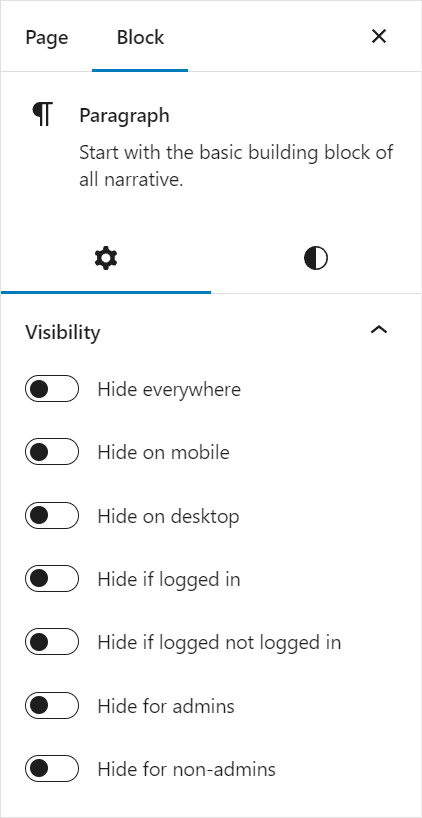 Page Block
Paragraph
Start with the basic building block of
all narrative.
Visibility
Hide everywhere
Hide on mobile
Hide on desktop
Hide if logged in
Hide if logged not logged in
Hide for admins
Hide for non-admins